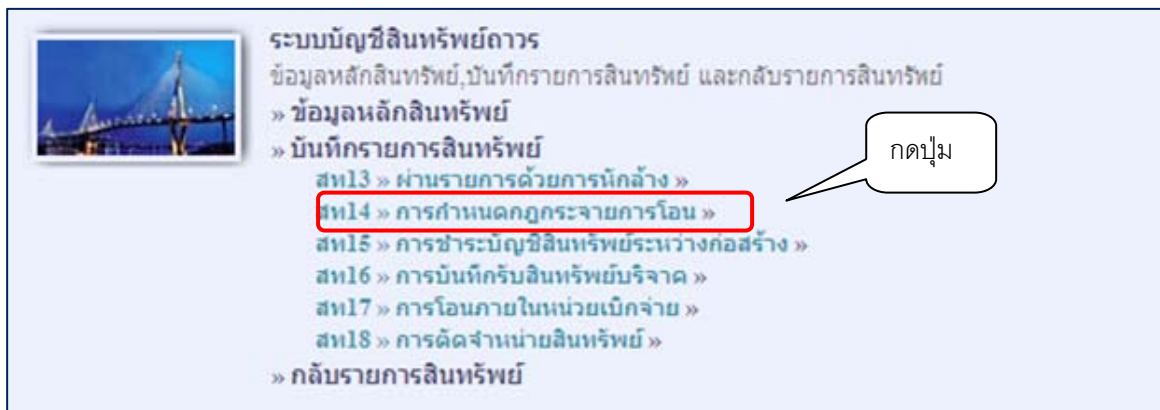 ระบบบัญชีสินทรัพย์ถาวร
ข้อมูลหลักสินทรัพย์,บันทึกรายการสินทรัพย์ และกลับรายการสินทรัพย์
» ข้อมูลหลักสินทรัพย์
» บันทึกรายการสินทรัพย์
กดปุ่ม
สท13 » ผ่านรายการด้วยการหักล้าง »
สท14 » การกำหนดกฎกระจายการโอน »
สท15 » การชำระบัญชีสินทรัพย์ระหว่างก่อสร้าง »
สท16 » การบันทึกรับสินทรัพย์บริจาค »
สท17 » การโอนภายในหน่วยเบิกจ่าย »
สท18 » การตัดจำหน่ายสินทรัพย์ »
» กลับรายการสินทรัพย์